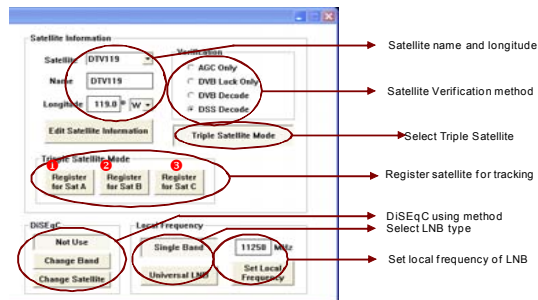 Satellite Information
Satellite DTV119
Name DTV119
Longitude 119.0 ° W
Edit Satellite Information
Verification
AGC Only
DVB Lock Only
DVB Decode
DSS Decode
Triple Satellite Mode
Triple Satellite Mode
1 2 3
Register for Sat A
Register for Sat B
Register for Sat C
DiSEqC
Not Use
Change Band
Change Satellite
Local Frequency
Single Band
11250 MHz
Universal LNB
Set Local Frequency
Satellite name and longitude
Satellite Verification method
Select Triple Satellite
Register satellite for tracking
DiSEqC using method
Select LNB type
Set local frequency of LNB